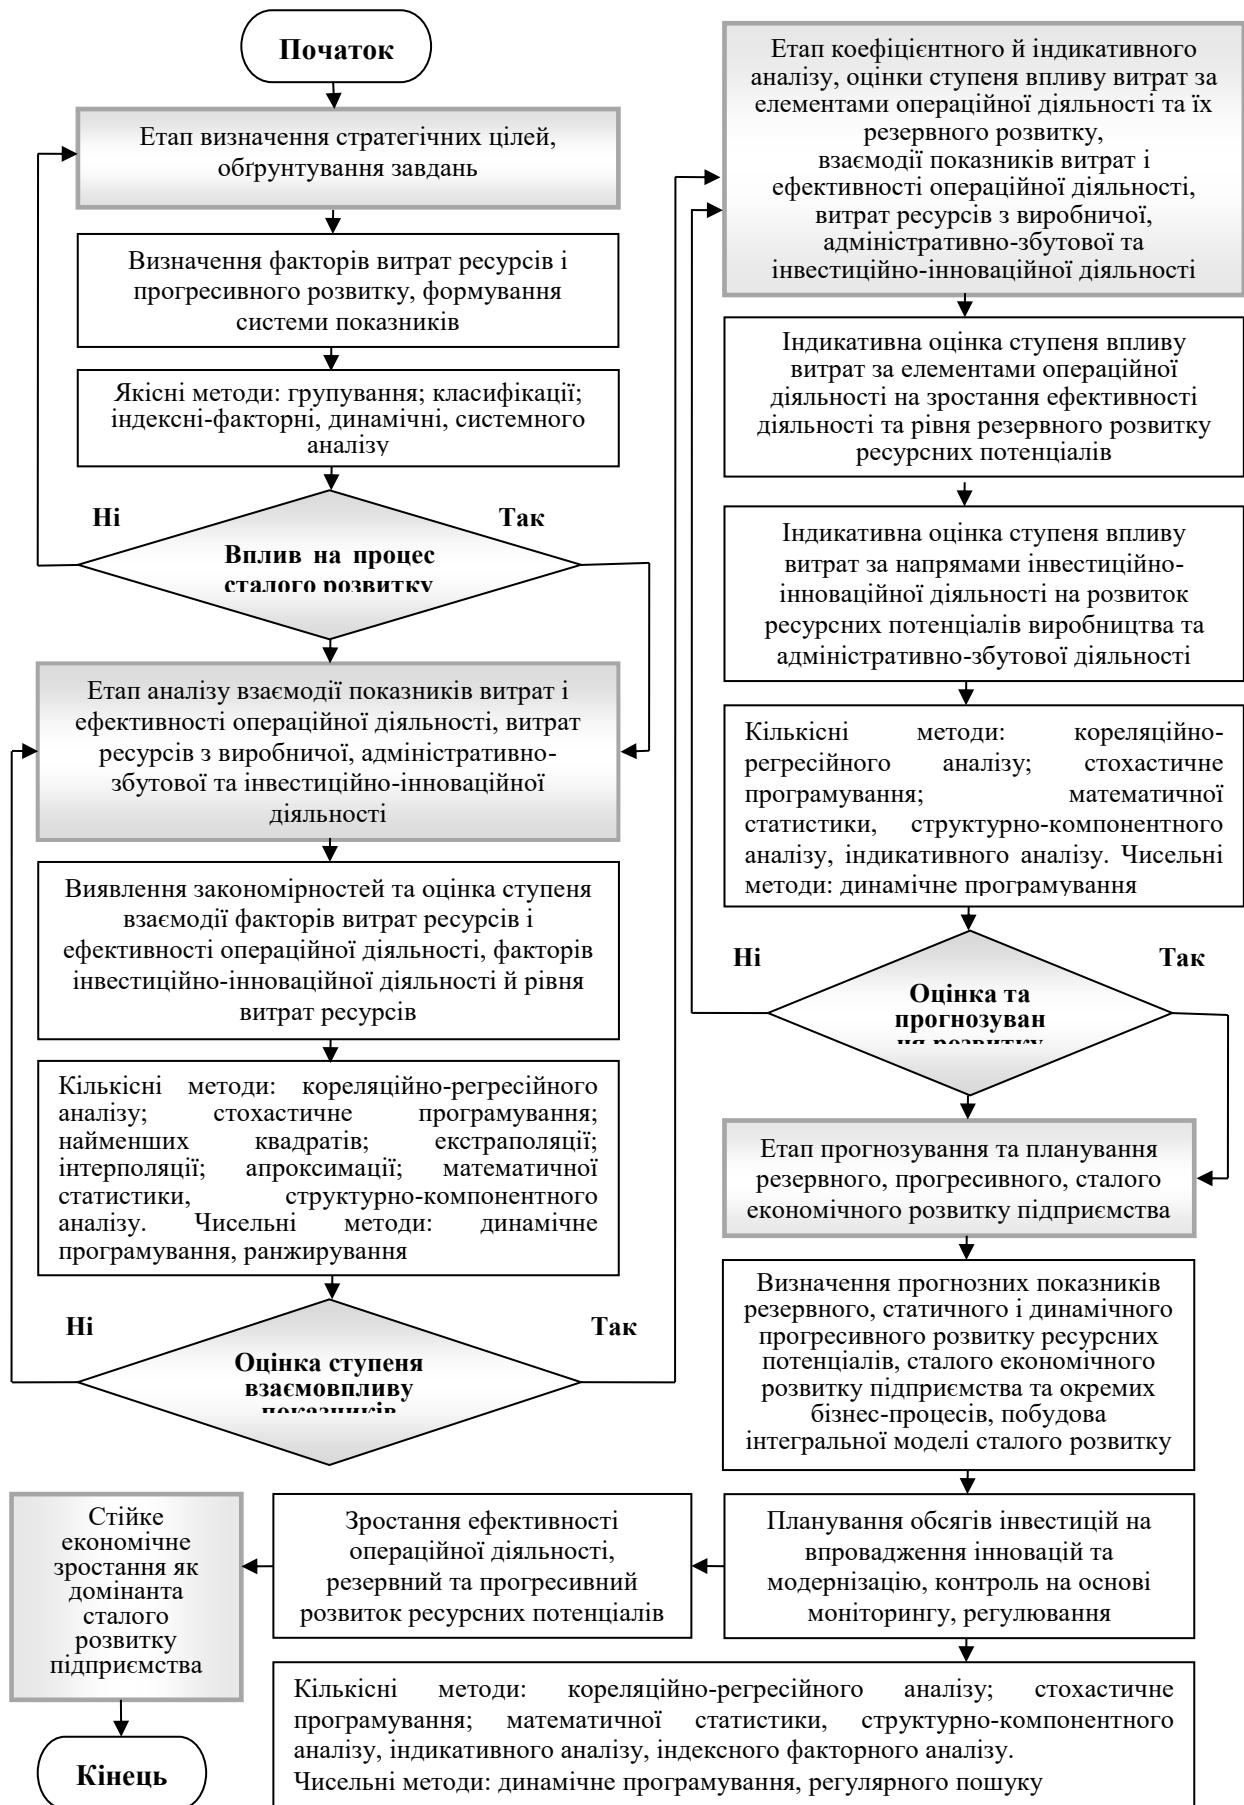 Початок
Етап визначення стратегічних цілей,
обґрунтування завдань
Визначення факторів витрат ресурсів і
прогресивного розвитку, формування
системи показників
Якісні методи: групування; класифікації;
індексні-факторні, динамічні, системного
аналізу
Ні
Так
Вплив на процес
сталого розвитку
Етап аналізу взаємодії показників витрат і
ефективності операційної діяльності, витрат
ресурсів з виробничої, адміністративно-
збутової та інвестиційно-інноваційної
діяльності
Виявлення закономірностей та оцінка ступеня
взаємодії факторів витрат ресурсів і
ефективності операційної діяльності, факторів
інвестиційно-інноваційної діяльності й рівня
витрат ресурсів
Кількісні методи: кореляційно-регресійного
аналізу; стохастичне програмування;
найменших квадратів; екстраполяції;
інтерполяції; апроксимації; математичної
статистики, структурно-компонентного
аналізу. Чисельні методи: динамічне
програмування, ранжирування
Ні
Так
Оцінка ступеня
взаємовпливу
показників
Етап коефіцієнтного й індикативного
аналізу, оцінки ступеня впливу витрат за
елементами операційної діяльності та їх
резервного розвитку,
взаємодії показників витрат і
ефективності операційної діяльності,
витрат ресурсів з виробничої,
адміністративно-збутової та
інвестиційно-інноваційної діяльності
Індикативна оцінка ступеня впливу
витрат за елементами операційної
діяльності на зростання ефективності
діяльності та рівня резервного розвитку
ресурсних потенціалів
Індикативна оцінка ступеня впливу
витрат за напрямами інвестиційно-
інноваційної діяльності на розвиток
ресурсних потенціалів виробництва та
адміністративно-збутової діяльності
Кількісні методи: кореляційно-
регресійного аналізу; стохастичне
програмування; математичної
статистики, структурно-компонентного
аналізу, індикативного аналізу. Чисельні
методи: динамічне програмування
Ні
Так
Оцінка та
прогнозуван
ня розвитку
Етап прогнозування та планування
резервного, прогресивного, сталого
економічного розвитку підприємства
Визначення прогнозних показників
резервного, статичного і динамічного
прогресивного розвитку ресурсних
потенціалів, сталого економічного
розвитку підприємства та окремих
бізнес-процесів, побудова
інтегральної моделі сталого розвитку
Планування обсягів інвестицій на
впровадження інновацій та
модернізацію, контроль на основі
моніторингу, регулювання
Зростання ефективності
операційної діяльності,
резервний та прогресивний
розвиток ресурсних потенціалів
Стійке
економічне
зростання як
домінанта
сталого
розвитку
підприємства
Кількісні методи: кореляційно-регресійного аналізу; стохастичне
програмування; математичної статистики, структурно-компонентного
аналізу, індикативного аналізу, індексного факторного аналізу.
Чисельні методи: динамічне програмування, регулярного пошуку
Кінець